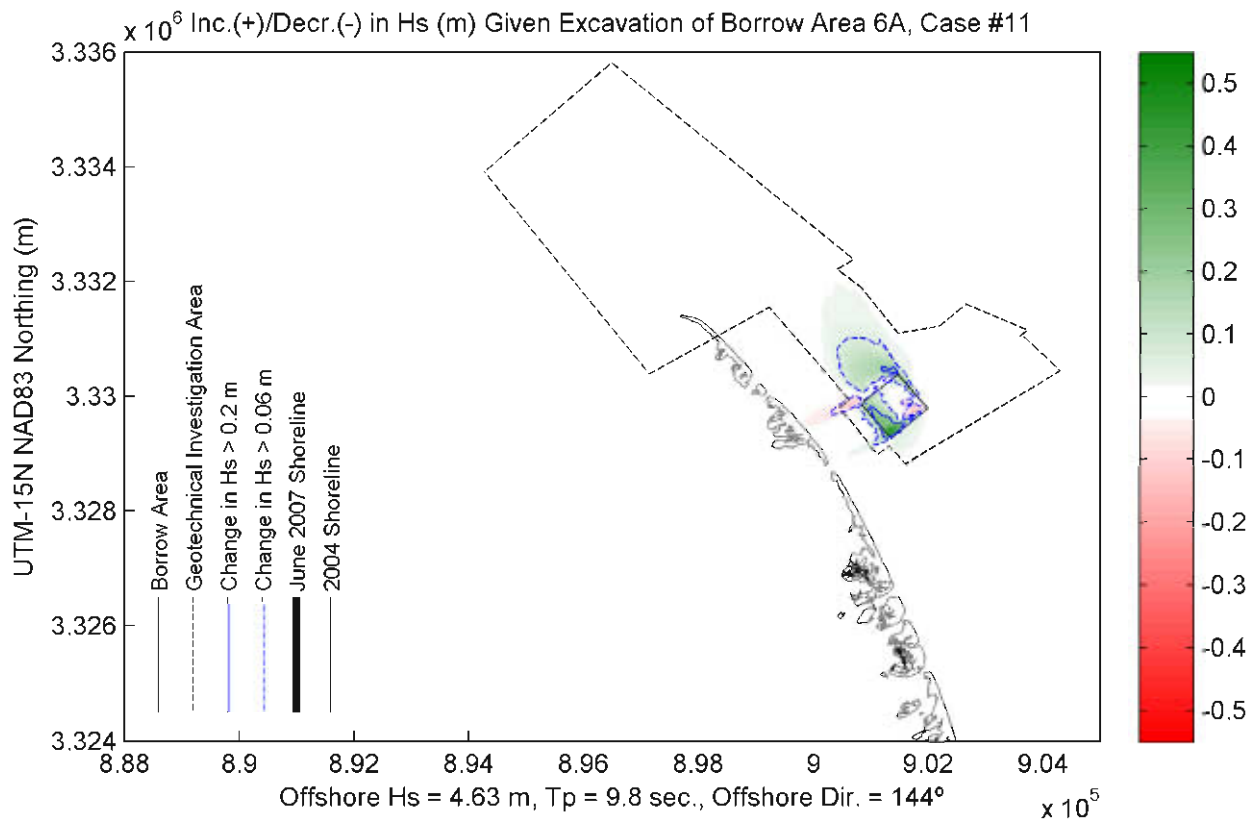 x 10⁶ Inc.(+)/Decr.(-) in Hs (m) Given Excavation of Borrow Area 6A, Case #11
3.336
3.334
3.332
3.33
3.328
3.326
3.324
UTM-15N NAD83 Northing (m)
Borrow Area
Geotechnical Investigation Area
Change in Hs > 0.2 m
Change in Hs > 0.06 m
June 2007 Shoreline
2004 Shoreline
8.88 8.9 8.92 8.94 8.96 8.98 9 9.02 9.04
Offshore Hs = 4.63 m, Tp = 9.8 sec., Offshore Dir. = 144º
x 10⁵
0.5
0.4
0.3
0.2
0.1
0
-0.1
-0.2
-0.3
-0.4
-0.5